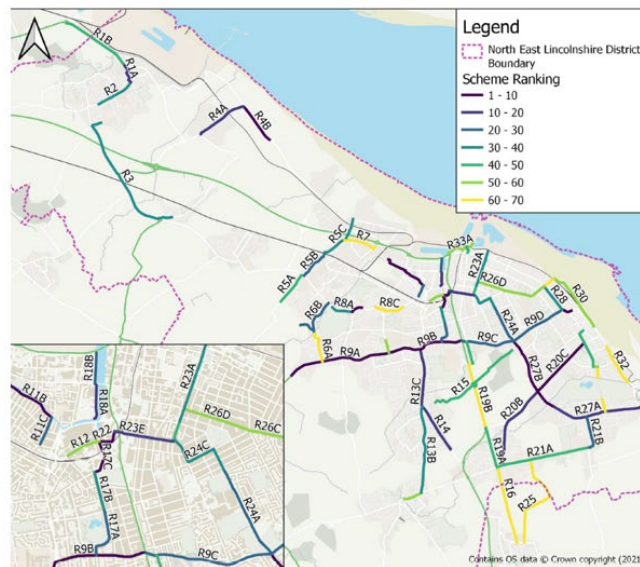 Legend
North East Lincolnshire District
Boundary
Scheme Ranking
1 - 10
10 - 20
20 - 30
30 - 40
40 - 50
50 - 60
60 - 70
R1B
R1A
R2
R4A
R4B
R3
R5C
R7
R5B
R5A
R33A
R23A
R26D
R6B
R8A
R8C
R28
R30
R6A
R9A
R9B
R9C
R24A
R9D
R20C
R32
R27B
R13C
R15
R19B
R20B
R27A
R14
R21B
R13B
R19A
R21A
R16
R25
R18B
R23A
R11B
R18A
R11C
R26D
R26C
R12
R22
R23E
R17C
R24C
R17B
R17A
R24A
R9B
R9C
Contains OS data © Crown copyright (2021